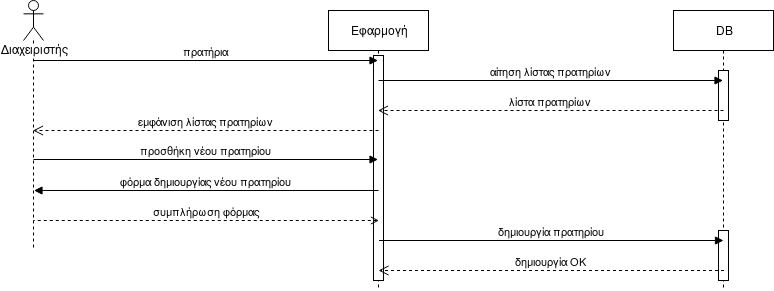 Διαχειριστής
Εφαρμογή
DB
πρατήρια
αίτηση λίστας πρατηρίων
λίστα πρατηρίων
εμφάνιση λίστας πρατηρίων
προσθήκη νέου πρατηρίου
φόρμα δημιουργίας νέου πρατηρίου
συμπλήρωση φόρμας
δημιουργία πρατηρίου
δημιουργία OK